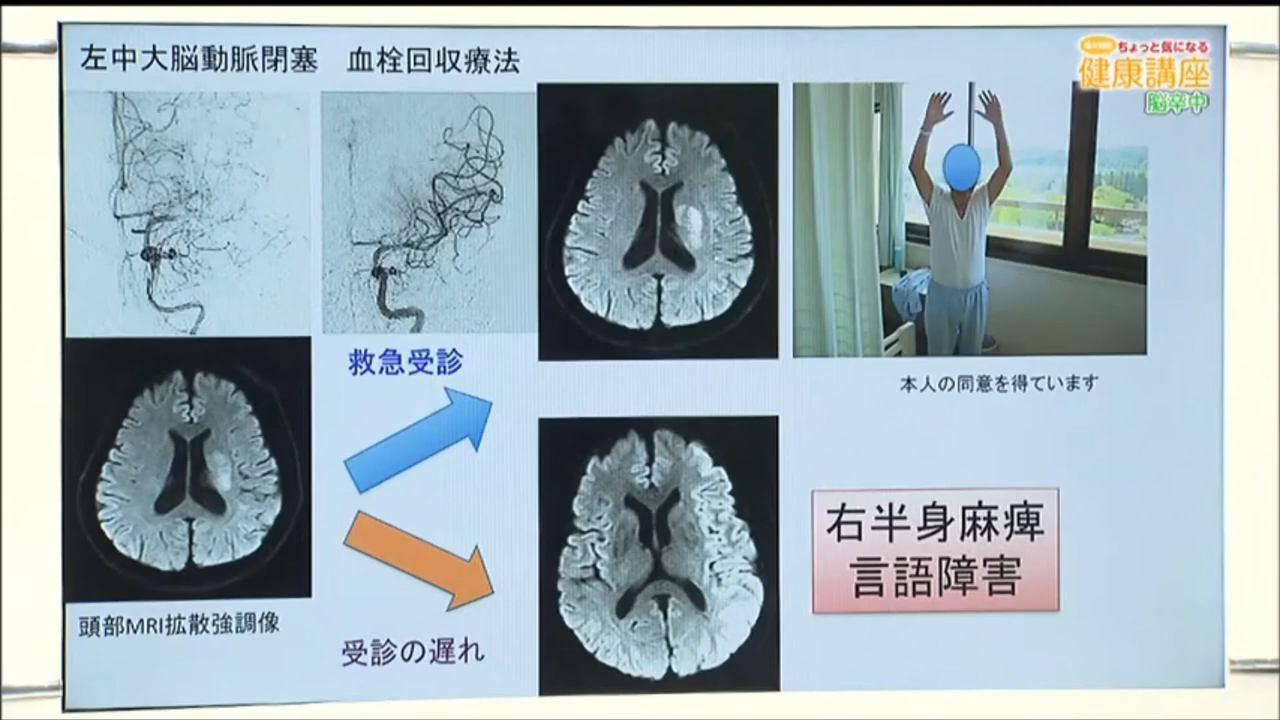 左中大脳動脈閉塞　血栓回収療法
ちょっと気になる
健康講座
脳卒中
救急受診
本人の同意を得ています
右半身麻痺
言語障害
頭部MRI拡散強調像
受診の遅れ